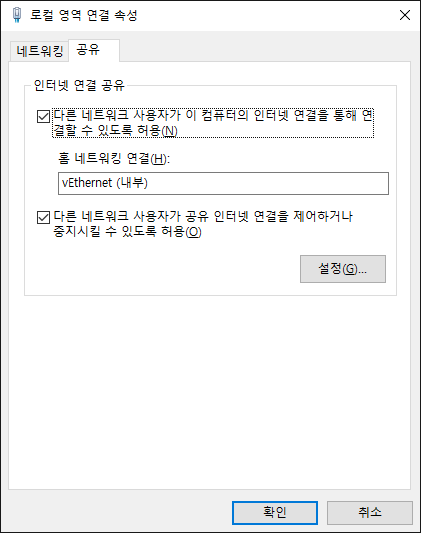 로컬 영역 연결 속성
네트워킹
공유
인터넷 연결 공유
다른 네트워크 사용자가 이 컴퓨터의 인터넷 연결을 통해 연
결할 수 있도록 허용(N)
홈 네트워킹 연결(H):
vEthernet (내부)
다른 네트워크 사용자가 공유 인터넷 연결을 제어하거나
중지시킬 수 있도록 허용(O)
설정(G)...
확인
취소